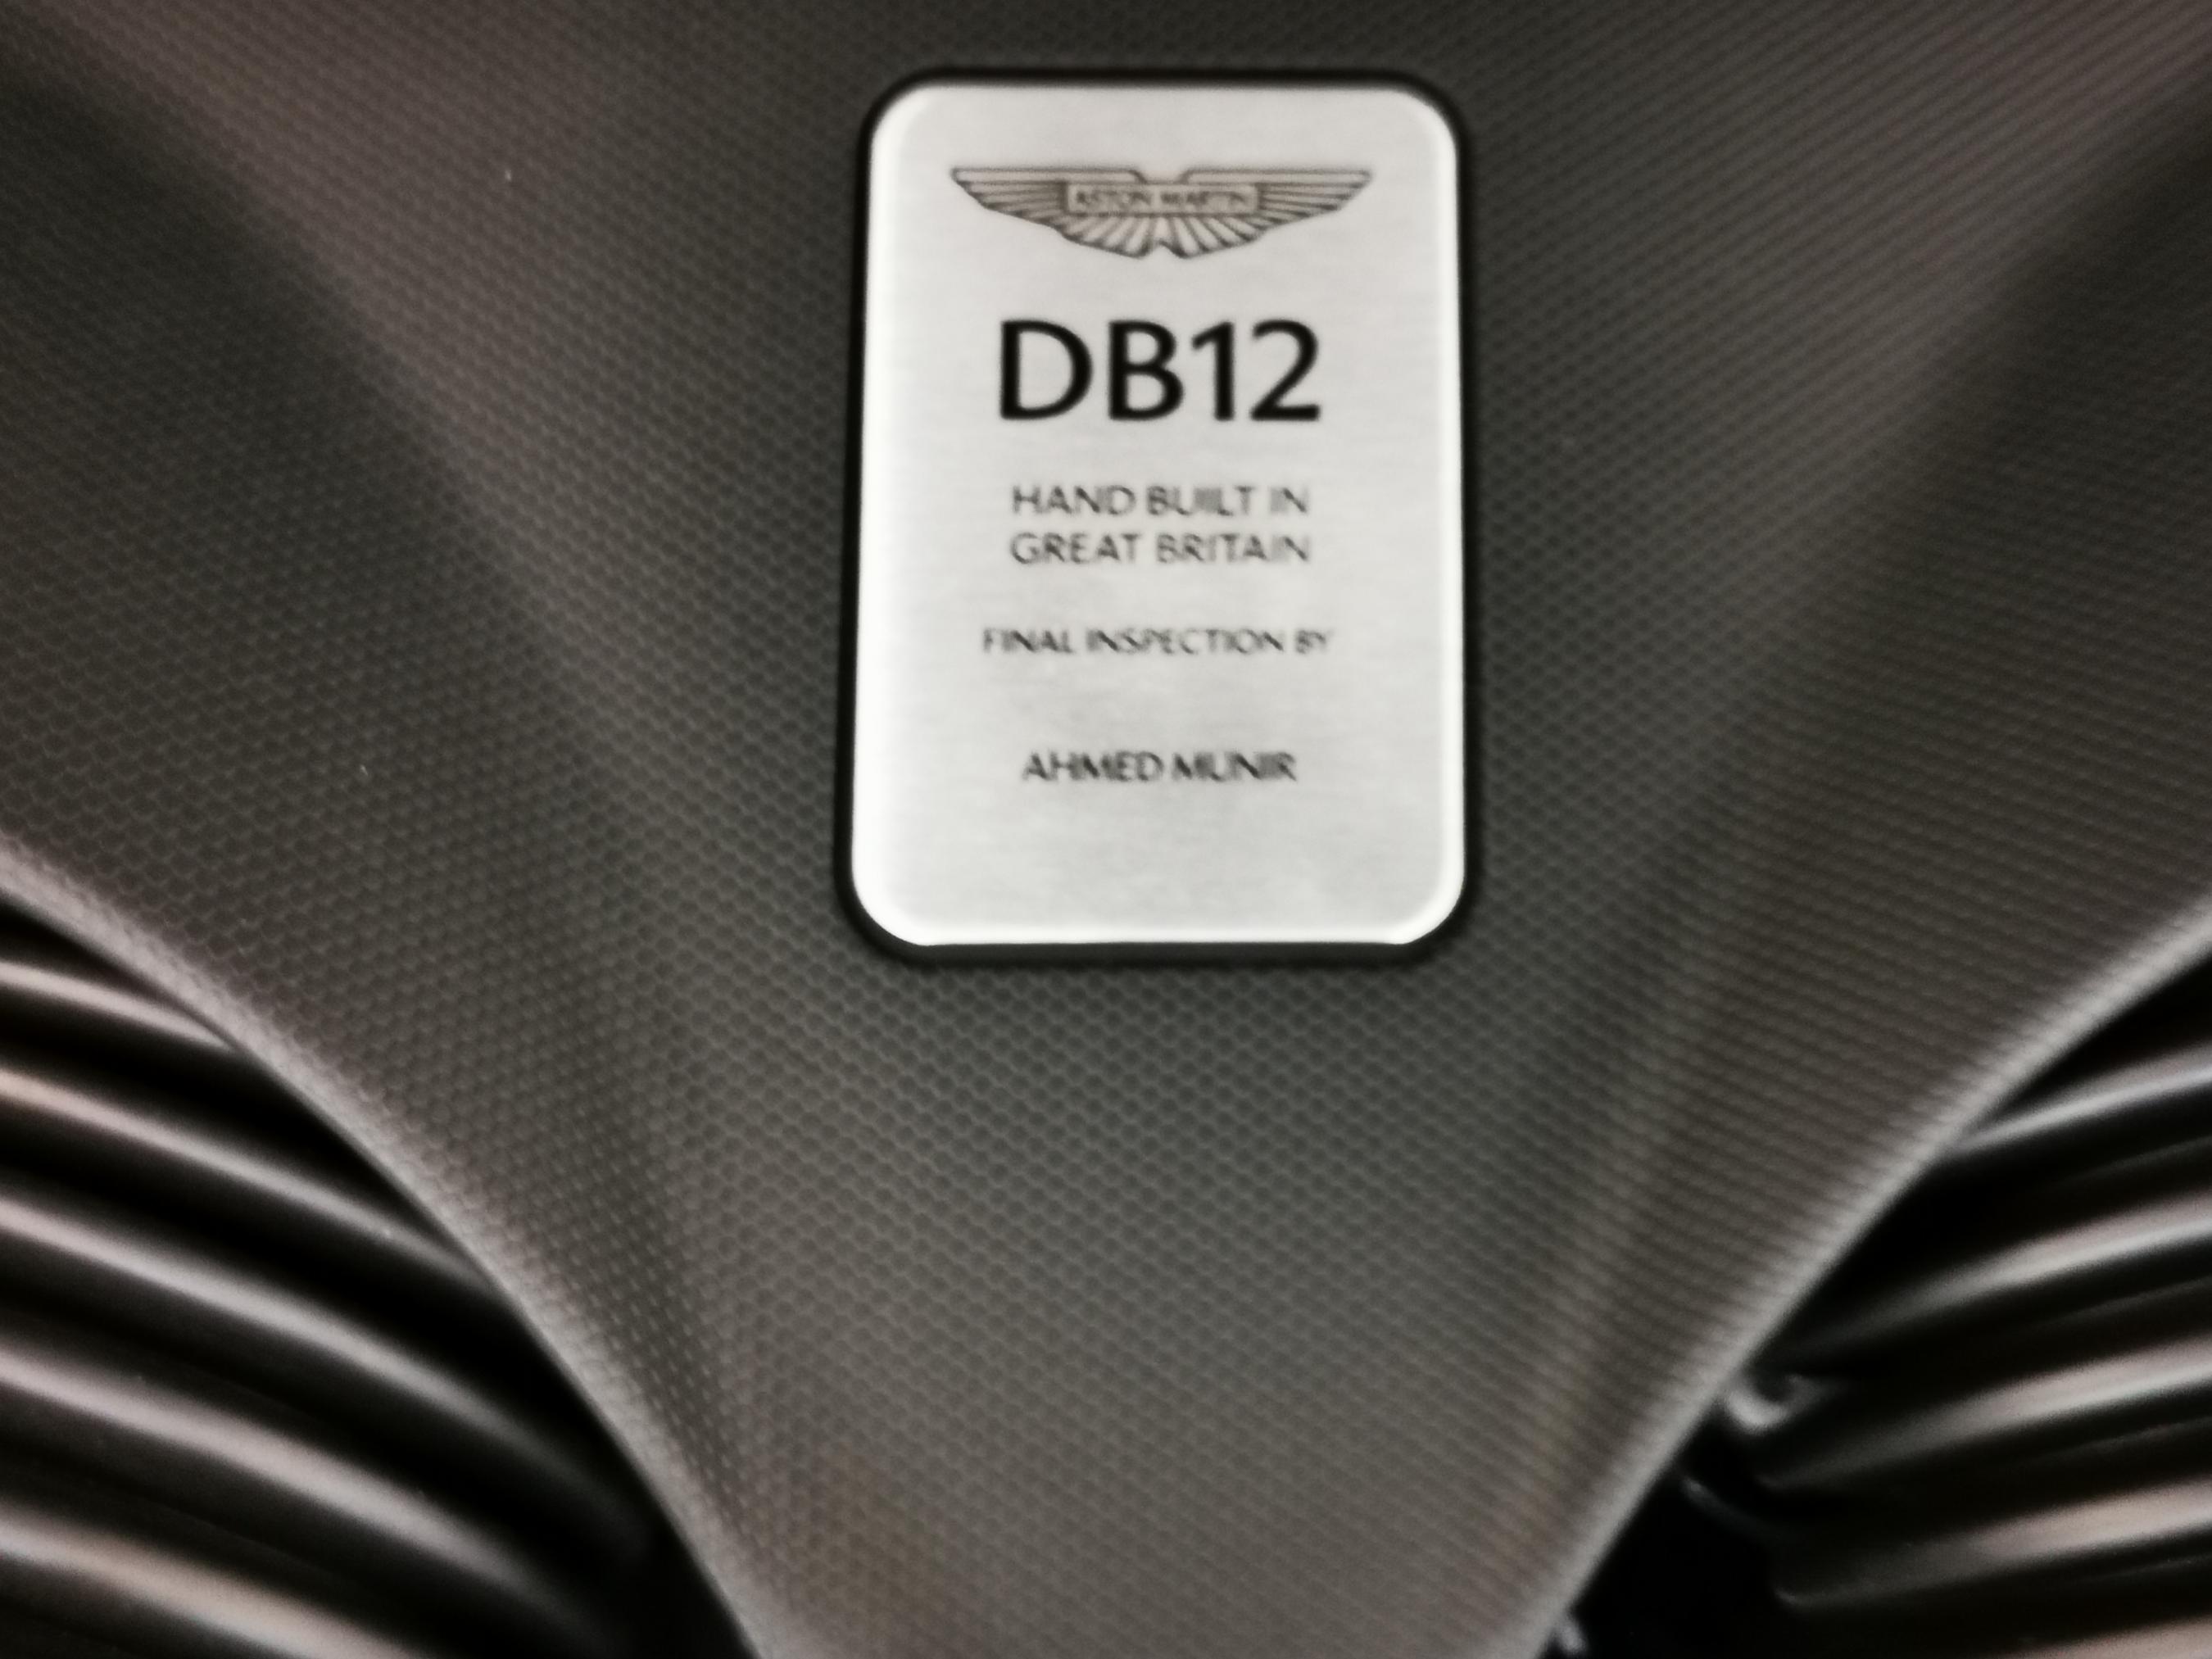 ASTON MARTIN
DB12
HAND BUILT IN
GREAT BRITAIN
FINAL INSPECTION BY
AHMED MUNIR